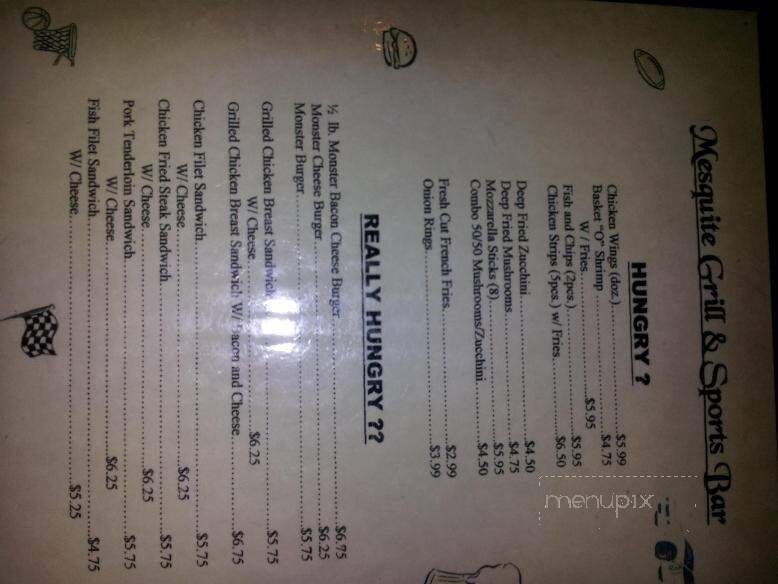 Mesquite Grill & Sports Bar
HUNGRY ?
Chicken Wings (doz.)..............$5.99
Basket "O" Shrimp..............$4.75
W / Fries..............$5.95
Fish and Chips (2pcs.)..............$5.95
Chicken Strips (5pcs.) w/ Fries..............$6.50
Deep Fried Zucchini..............$4.50
Deep Fried Mushrooms..............$4.75
Mozzarella Sticks (8)..............$5.95
Combo 50/50 Mushrooms/Zucchini..............$4.50
Fresh Cut French Fries..............$2.99
Onion Rings..............$3.99
REALLY HUNGRY ??
½ lb. Monster Bacon Cheese Burger..............$6.75
Monster Cheese Burger..............$6.25
Monster Burger..............$5.75
Grilled Chicken Breast Sandwich..............$5.75
W/ Cheese..............$6.25
Grilled Chicken Breast Sandwich W/ Bacon and Cheese..............$6.75
Chicken Filet Sandwich..............$5.75
W/ Cheese..............$6.25
Chicken Fried Steak Sandwich..............$5.75
W/ Cheese..............$6.25
Pork Tenderloin Sandwich..............$5.75
W/ Cheese..............$6.25
Fish Filet Sandwich..............$4.75
W/ Cheese..............$5.25
menupix